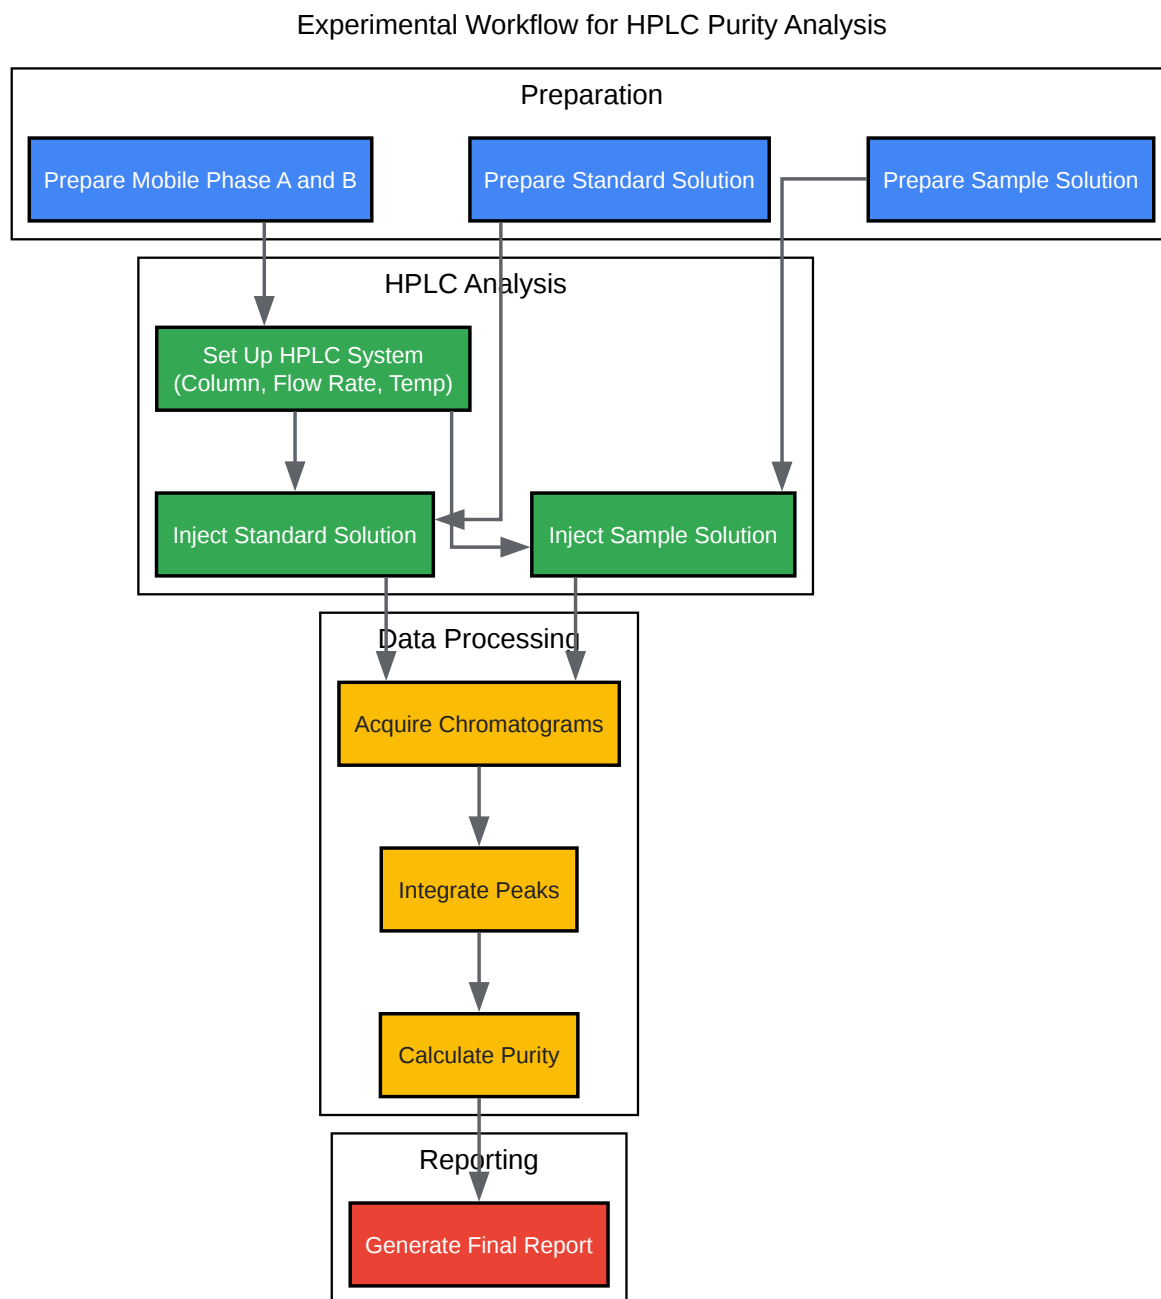 Experimental Workflow for HPLC Purity Analysis
Preparation
Prepare Mobile Phase A and B
Prepare Standard Solution
Prepare Sample Solution
HPLC Analysis
Set Up HPLC System
(Column, Flow Rate, Temp)
Inject Standard Solution
Inject Sample Solution
Data Processing
Acquire Chromatograms
Integrate Peaks
Calculate Purity
Reporting
Generate Final Report